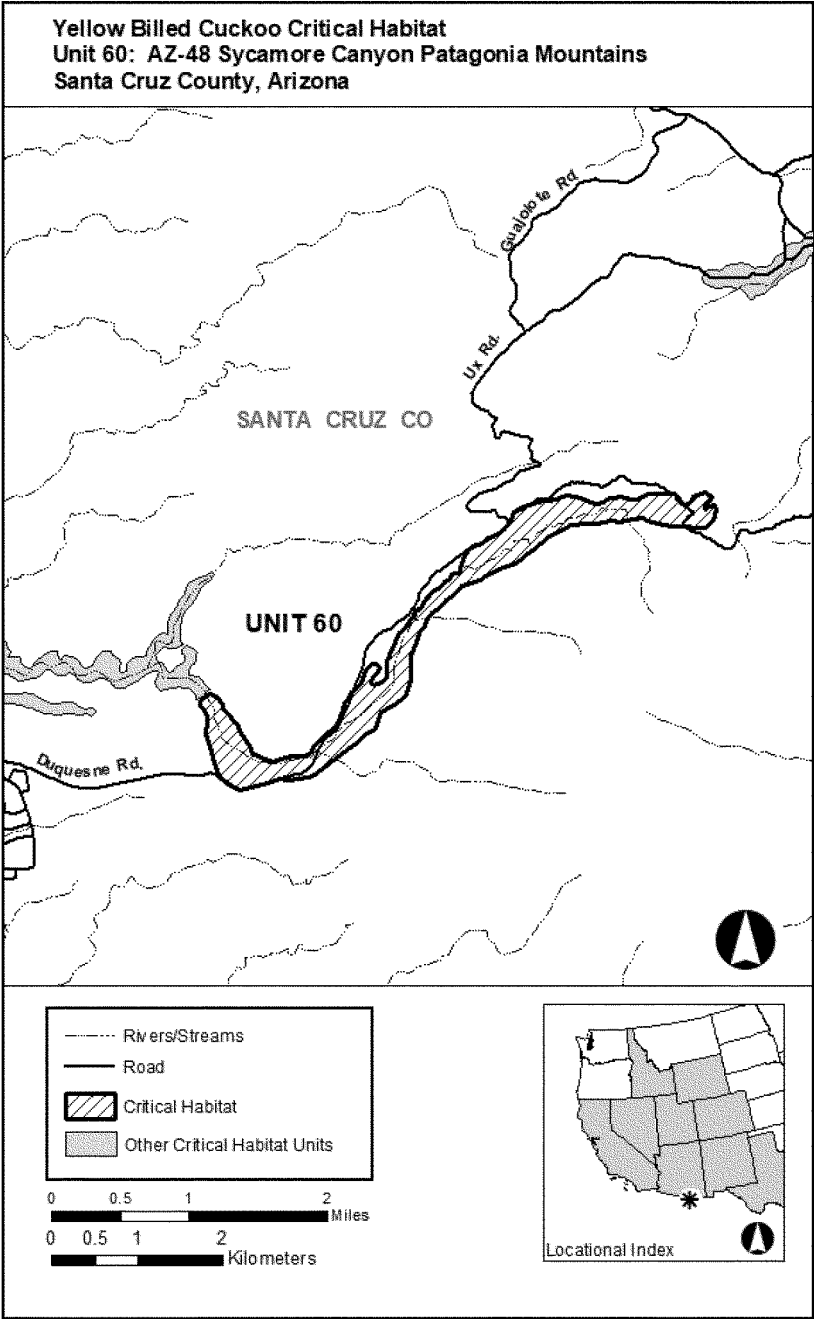 Yellow Billed Cuckoo Critical Habitat
Unit 60: AZ-48 Sycamore Canyon Patagonia Mountains
Santa Cruz County, Arizona
Guajolote Rd.
Ux Rd.
SANTA CRUZ CO
UNIT 60
Duquesne Rd.
Rivers/Streams
Road
Critical Habitat
Other Critical Habitat Units
0 0.5 1 2
Miles
0 0.5 1 2
Kilometers
Locational Index